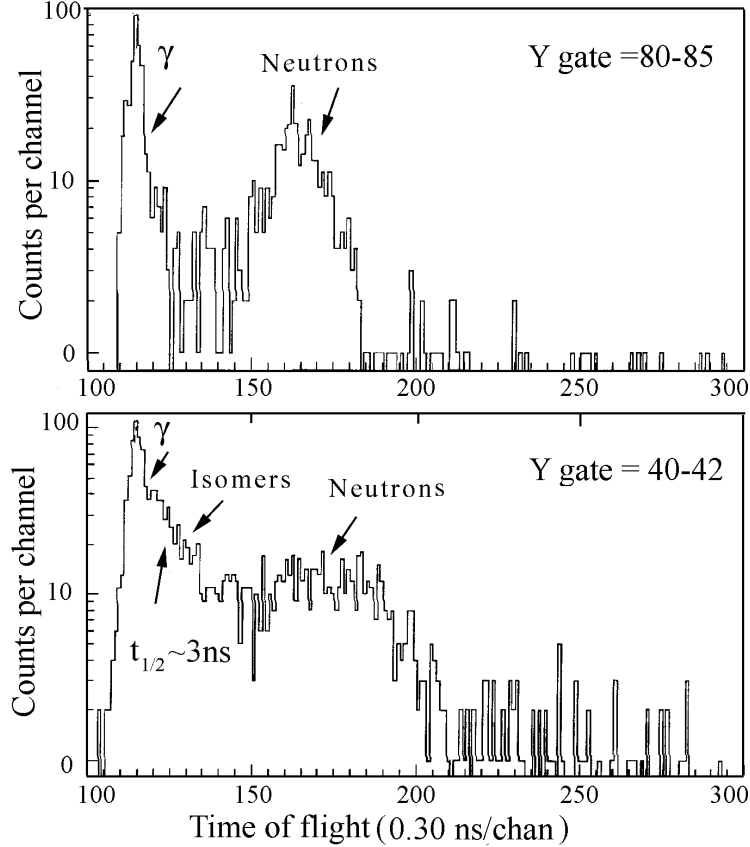 100
γ
Neutrons
Y gate =80-85
10
0
Counts per channel
100
150
200
250
300
100
γ
Isomers
Neutrons
Y gate = 40-42
10
t1/2~3ns
0
Counts per channel
100
150
200
250
300
Time of flight (0.30 ns/chan)